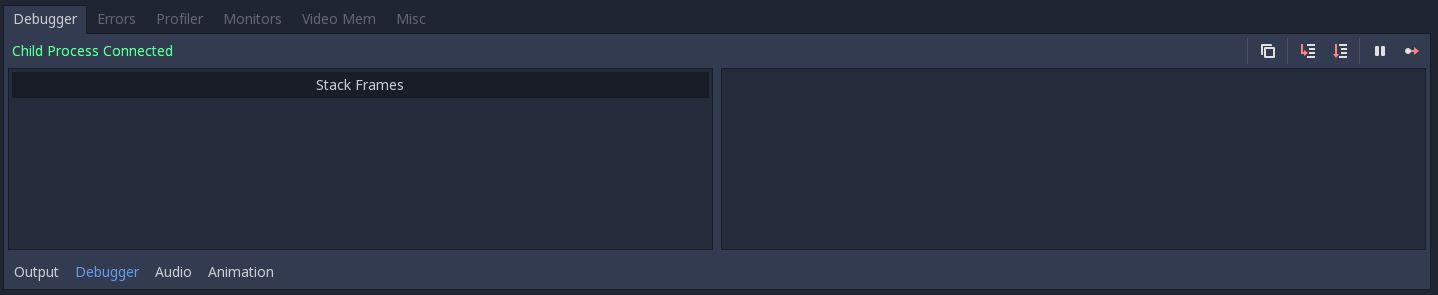 Debugger Errors Profiler Monitors Video Mem Misc
Child Process Connected
Stack Frames
Output Debugger Audio Animation